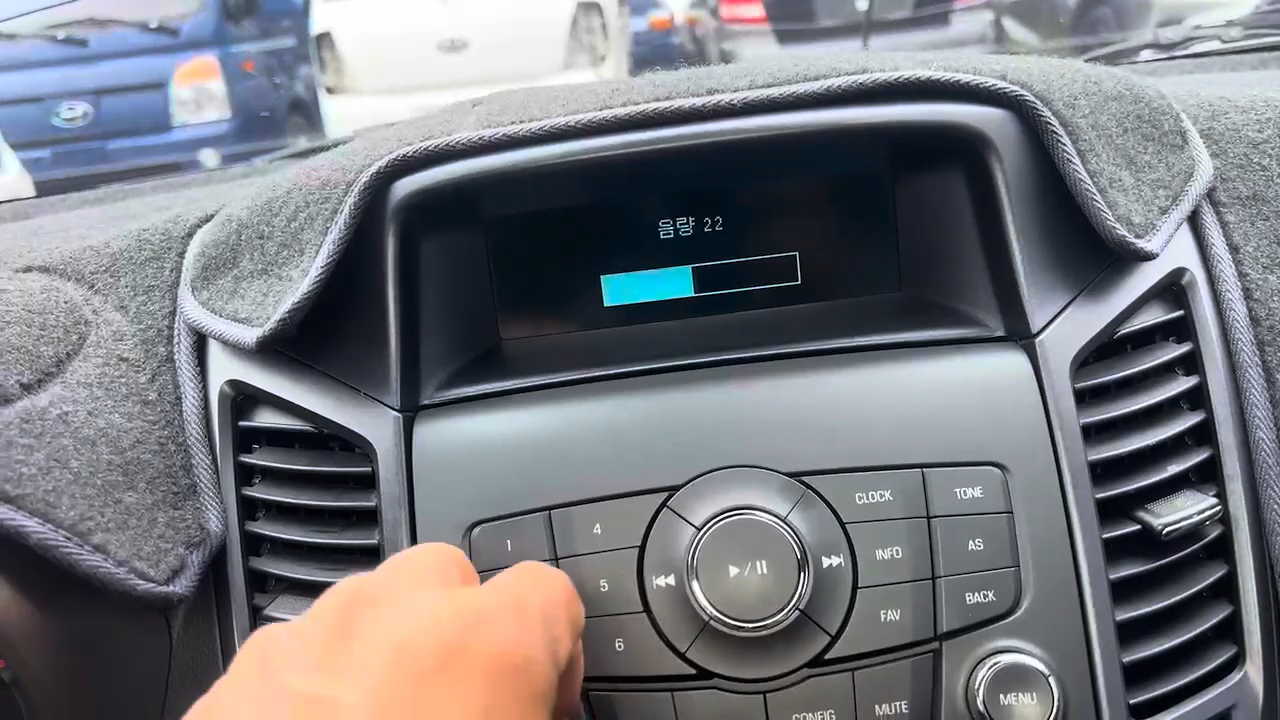 음량 22
1
4
CLOCK
TONE
5
INFO
AS
6
FAV
BACK
CONFIG
MUTE
MENU